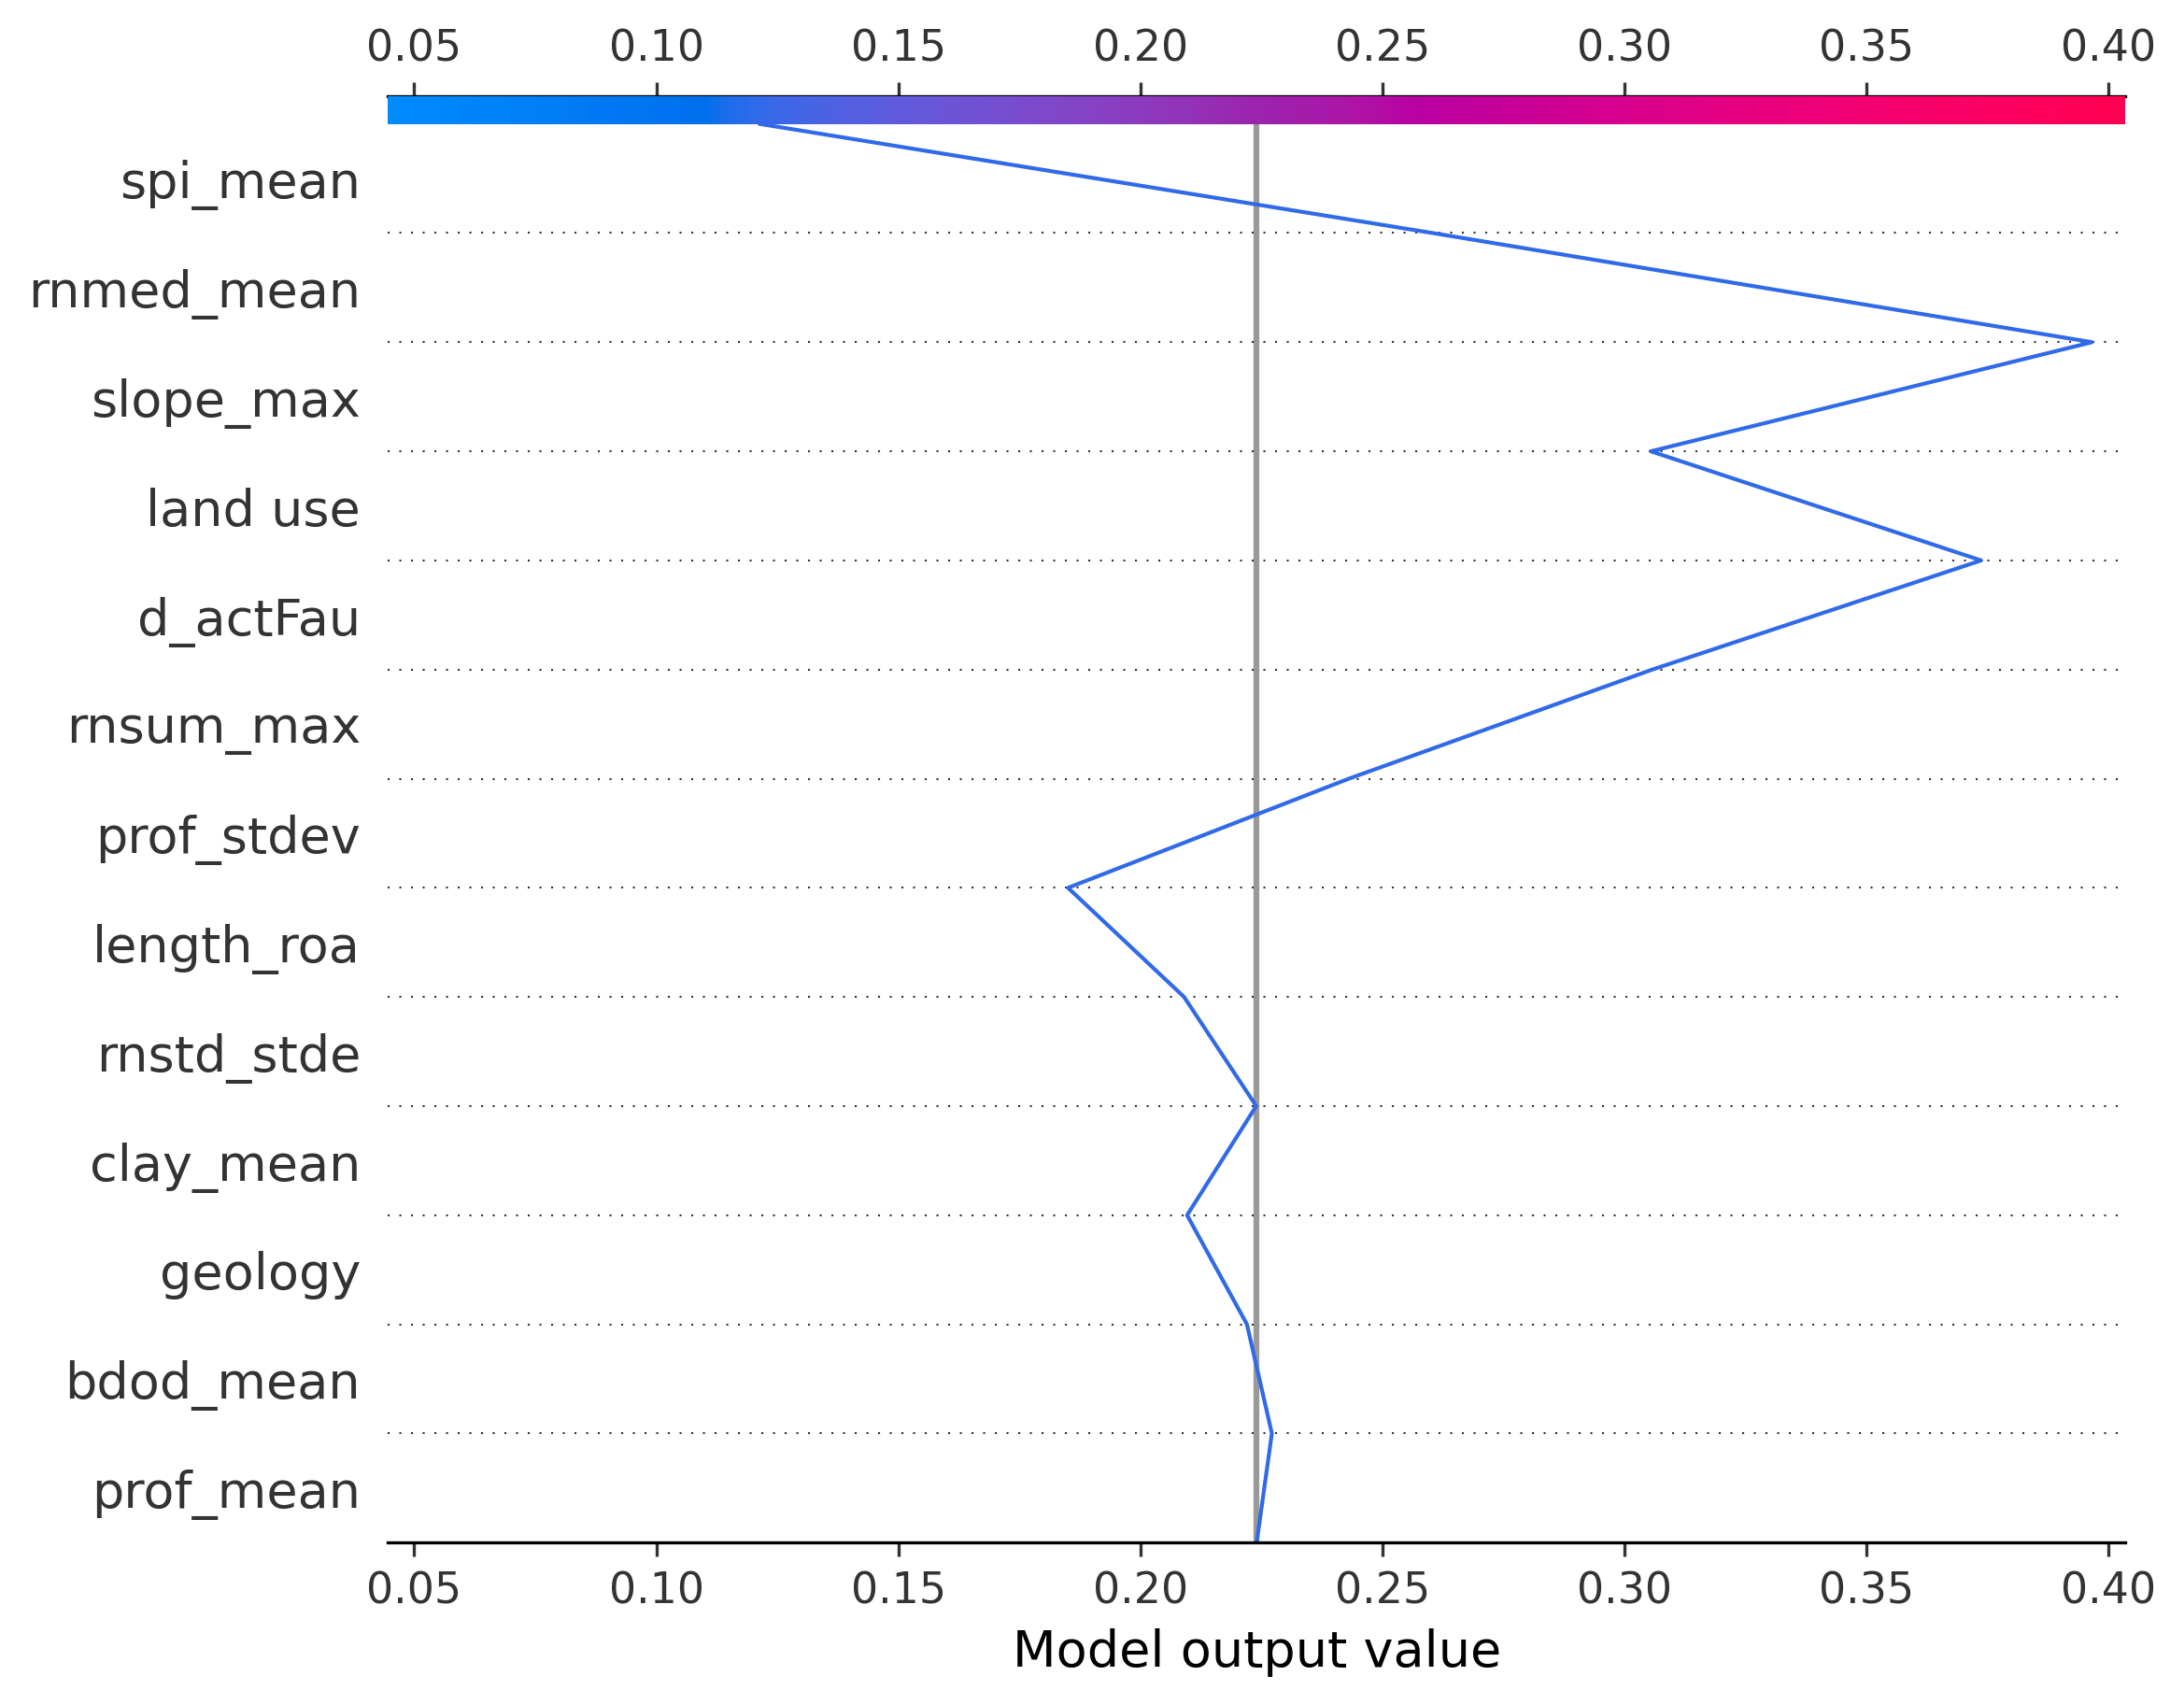 0.05 0.10 0.15 0.20 0.25 0.30 0.35 0.40
spi_mean
rnmed_mean
slope_max
land use
d_actFau
rnsum_max
prof_stdev
length_roa
rnstd_stde
clay_mean
geology
bdod_mean
prof_mean
0.05 0.10 0.15 0.20 0.25 0.30 0.35 0.40
Model output value